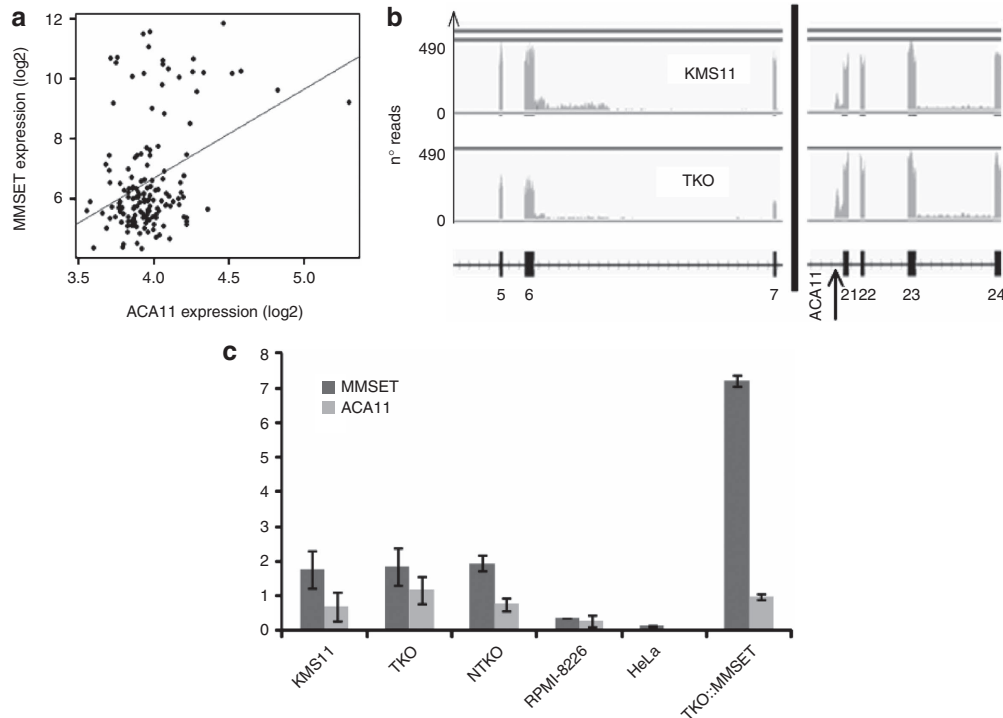 a
MMSET expression (log2)
12
10
8
6
3.5 4.0 4.5 5.0
ACA11 expression (log2)
b
n° reads
490
KMS11
0
490
TKO
0
5 6 7
ACA11
21 22 23 24
c
8
7
6
5
4
3
2
1
0
MMSET
ACA11
KMS11
TKO
NTKO
RPMI-8226
HeLa
TKO::MMSET